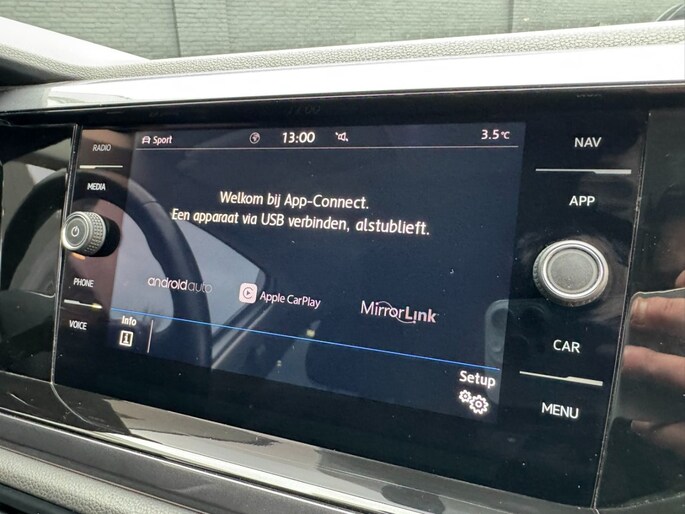 RADIO
MEDIA
PHONE
VOICE
Sport
13:00
3.5°C
Welkom bij App-Connect.
Een apparaat via USB verbinden, alstublieft.
androidauto
Apple CarPlay
MirrorLink
Info
Setup
NAV
APP
CAR
MENU